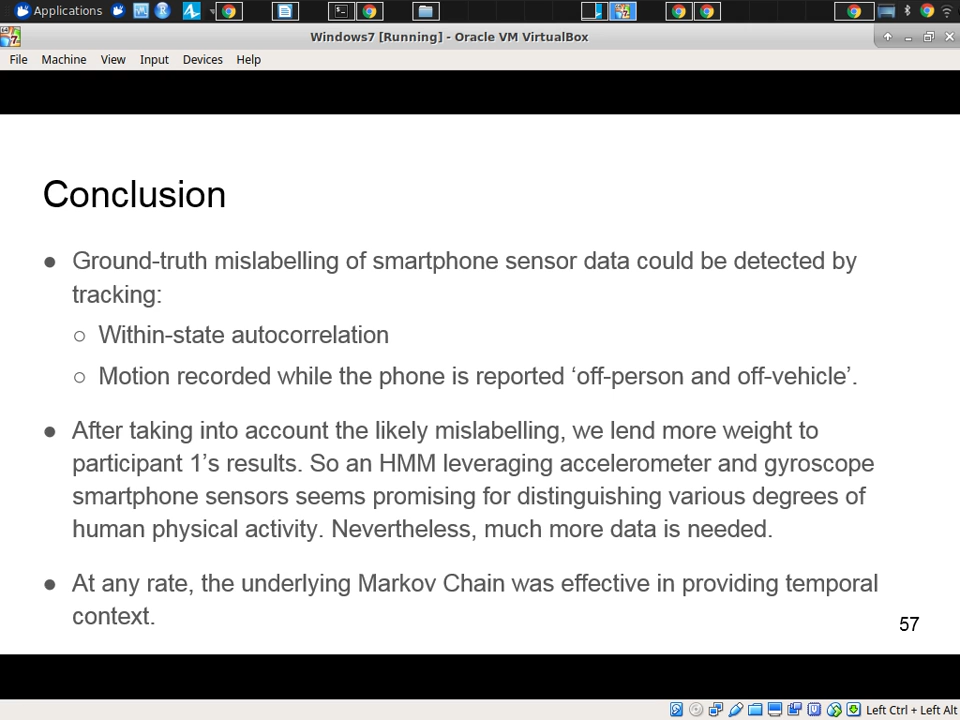 Applications
Windows7 [Running] - Oracle VM VirtualBox
File Machine View Input Devices Help
Conclusion
● Ground-truth mislabelling of smartphone sensor data could be detected by
tracking:
○ Within-state autocorrelation
○ Motion recorded while the phone is reported ‘off-person and off-vehicle’.
● After taking into account the likely mislabelling, we lend more weight to
participant 1’s results. So an HMM leveraging accelerometer and gyroscope
smartphone sensors seems promising for distinguishing various degrees of
human physical activity. Nevertheless, much more data is needed.
● At any rate, the underlying Markov Chain was effective in providing temporal
context.
57
Left Ctrl + Left Alt